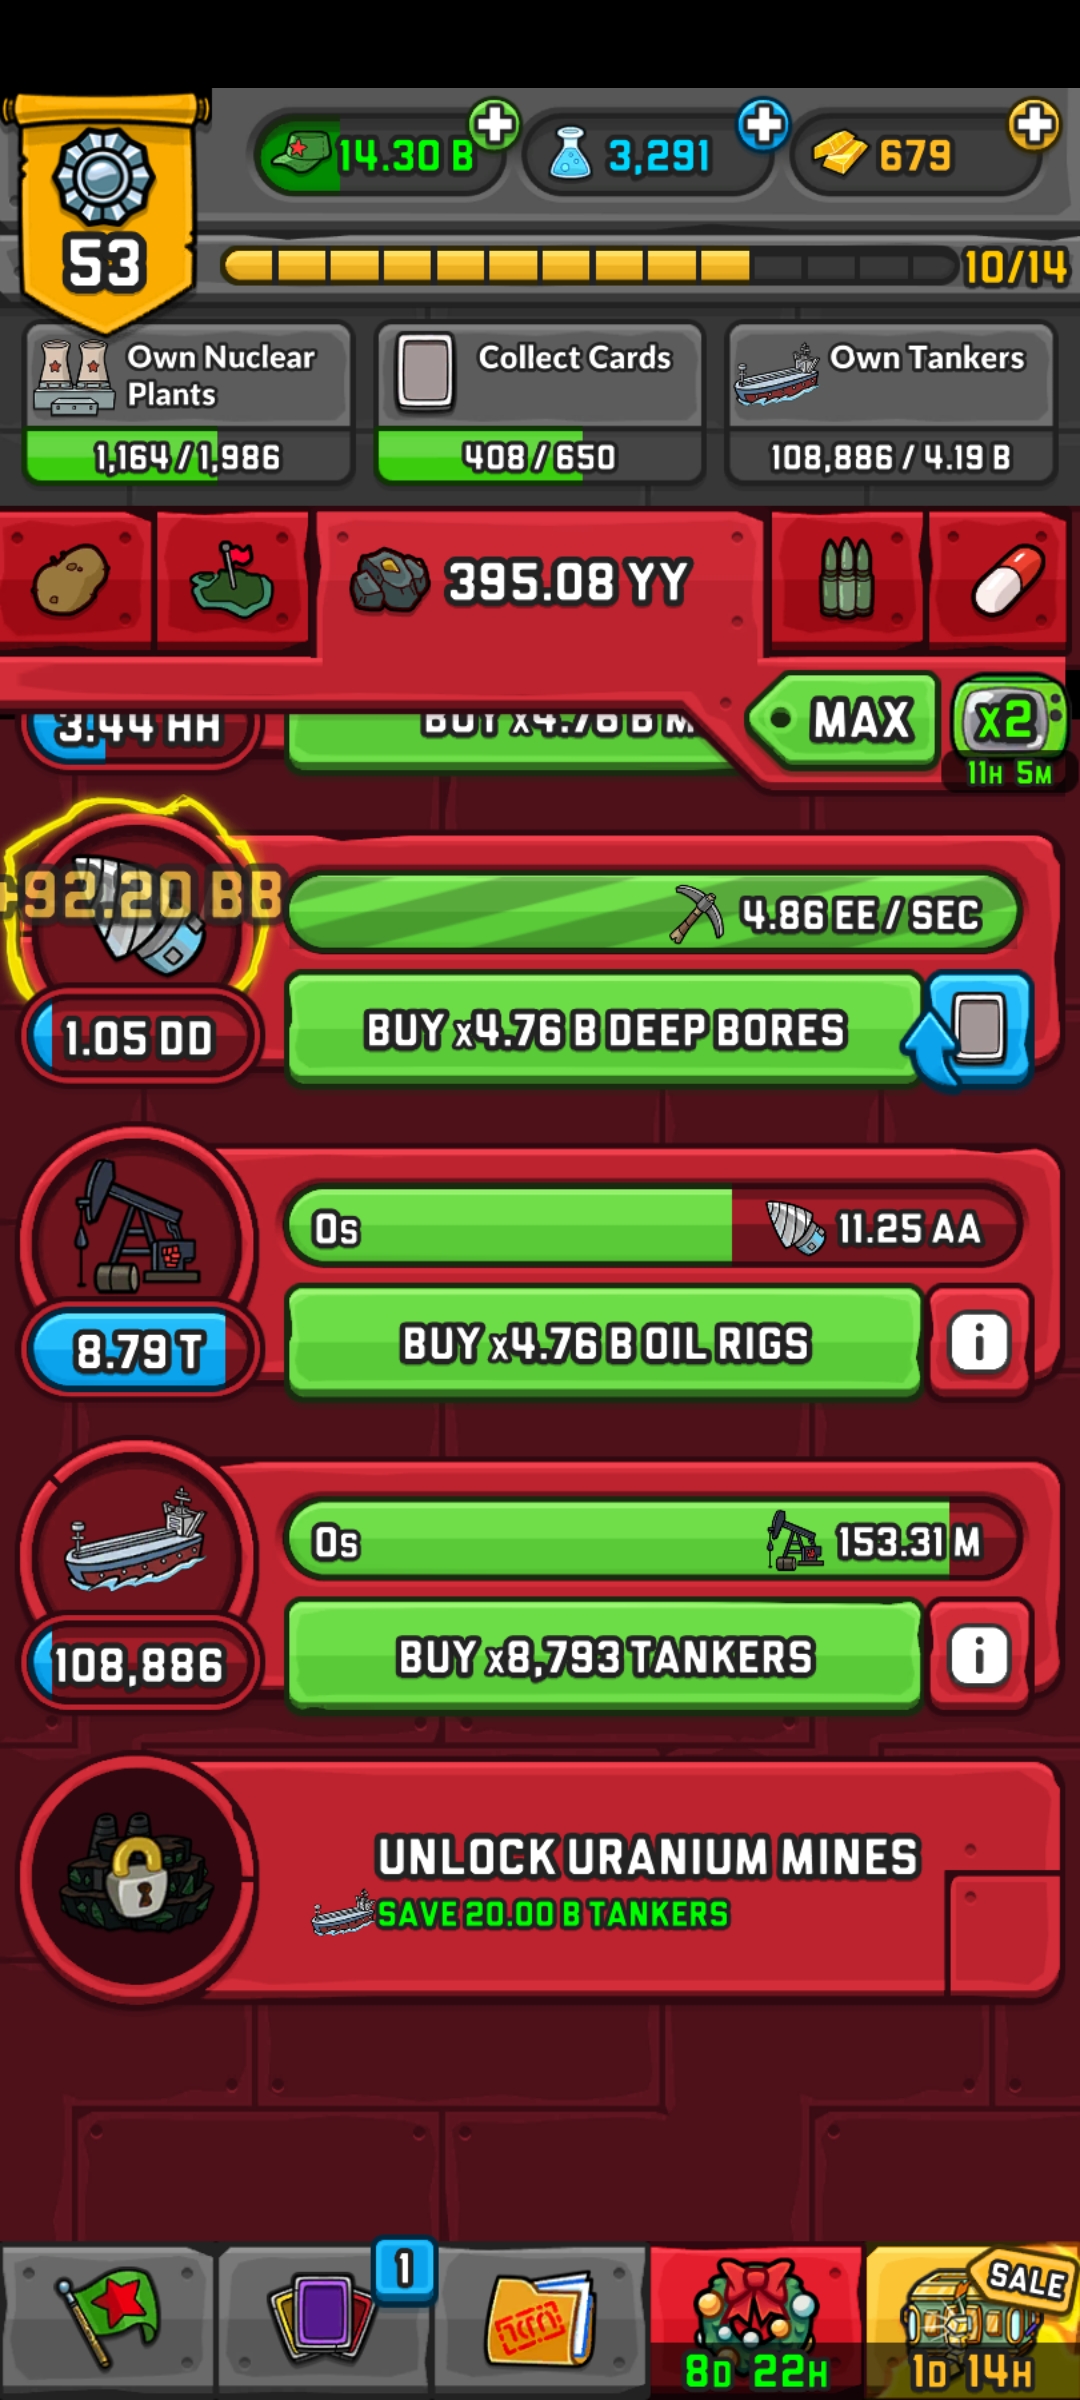 14.30 B
3,291
679
53
10/14
Own Nuclear
Plants
1,164/1,986
Collect Cards
408/650
Own Tankers
108,886/4.19 B
395.08 YY
MAX
x2
11H 5M
3.44 HH
BUY x4.76 B M
+92.20 BB
4.86 EE/SEC
1.05 DD
BUY x4.76 B DEEP BORES
0s
11.25 AA
8.79 T
BUY x4.76 B OIL RIGS
i
0s
153.31 M
108,886
BUY x8,793 TANKERS
i
UNLOCK URANIUM MINES
SAVE 20.00 B TANKERS
1
SALE
8D 22H
1D 14H